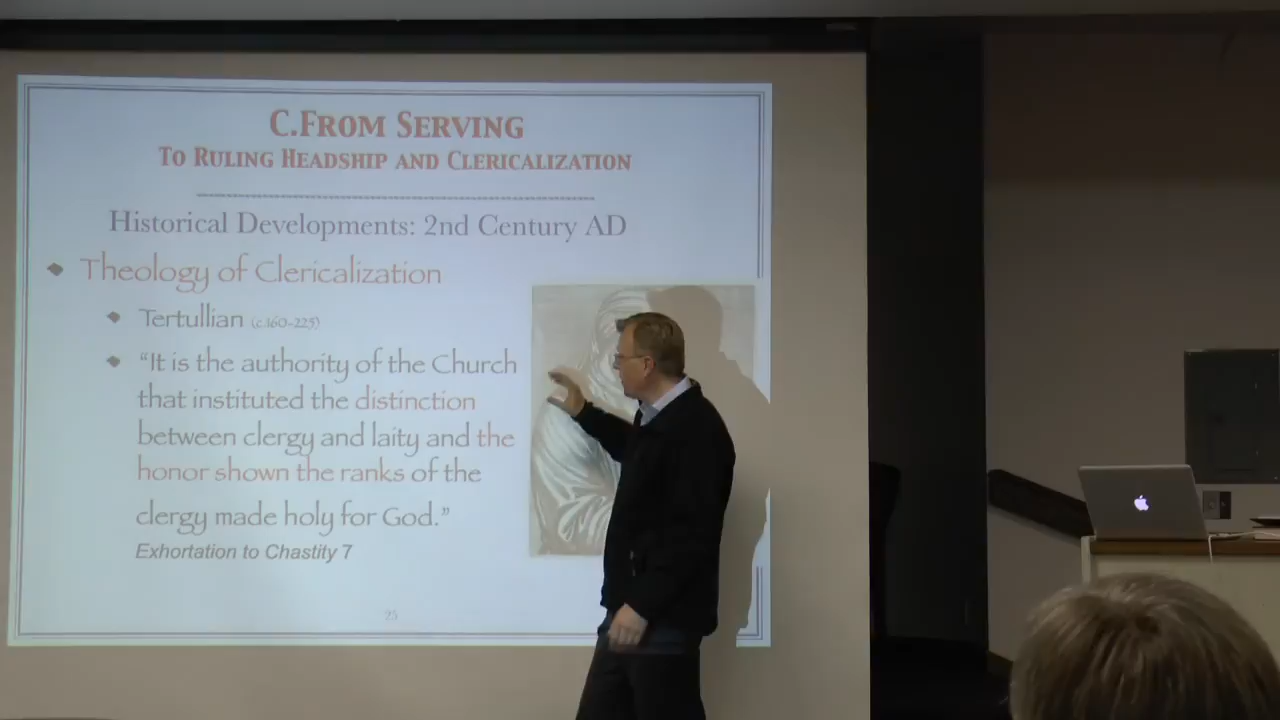 C.From Serving
To Ruling Headship and Clericalization
Historical Developments: 2nd Century AD
Theology of Clericalization
Tertullian (c.160-225)
“It is the authority of the Church
that instituted the distinction
between clergy and laity and the
honor shown the ranks of the
clergy made holy for God.”
Exhortation to Chastity 7
25